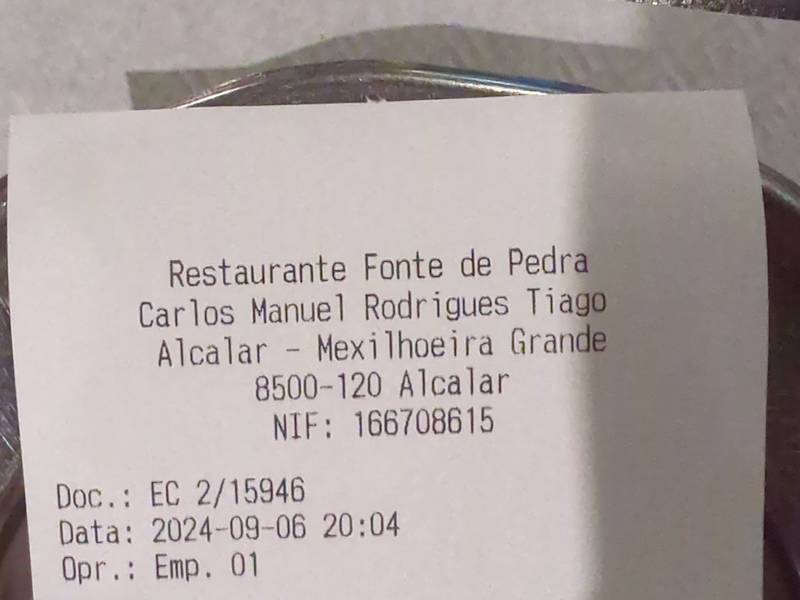 Restaurante Fonte de Pedra
Carlos Manuel Rodrigues Tiago
Alcalar - Mexilhoeira Grande
8500-120 Alcalar
NIF: 166708615
Doc.: EC 2/15946
Data: 2024-09-06 20:04
Opr.: Emp. 01